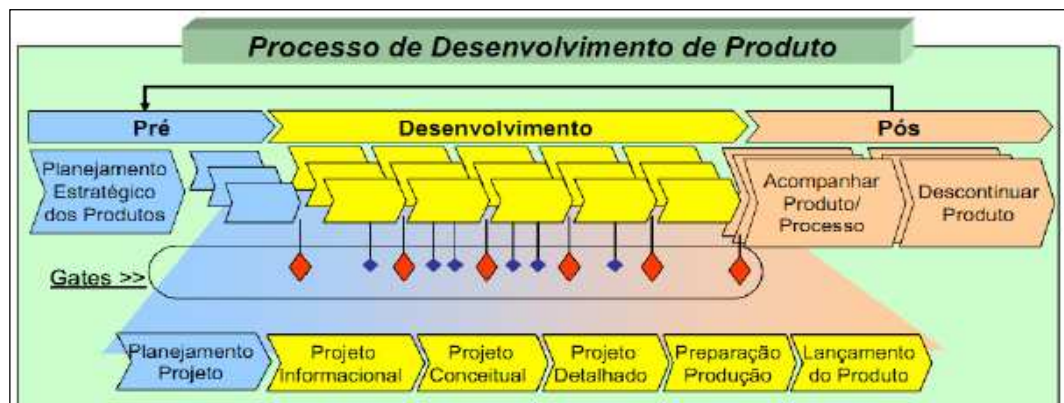 Processo de Desenvolvimento de Produto
Pré
Desenvolvimento
Pós
Planejamento
Estratégico
dos Produtos
Acompanhar
Produto/
Processo
Descontinuar
Produto
Gates >>
Planejamento
Projeto
Projeto
Informacional
Projeto
Conceitual
Projeto
Detalhado
Preparação
Produção
Lançamento
do Produto